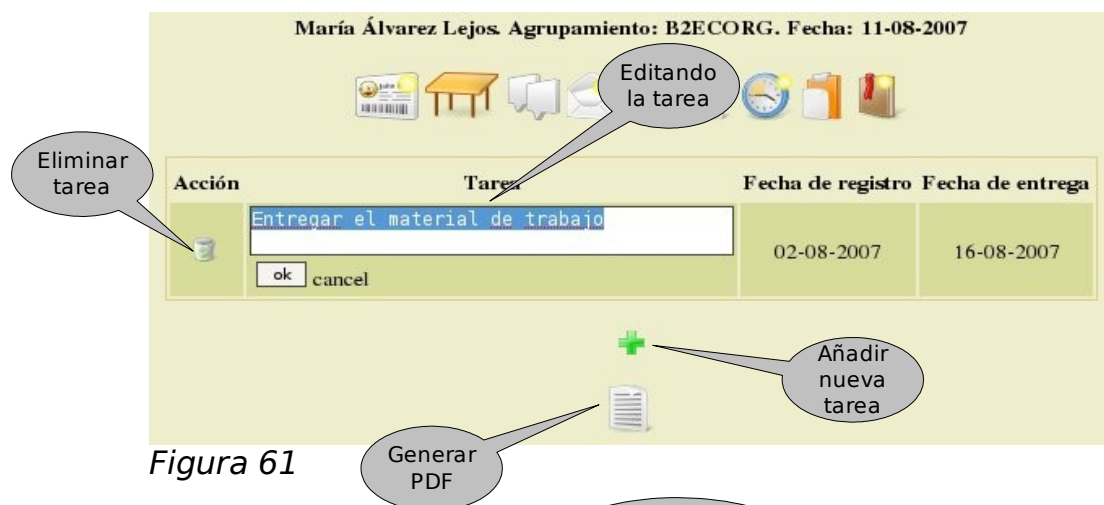 María Álvarez Lejos. Agrupamiento: B2ECORG. Fecha: 11-08-2007
Editando
la tarea
Eliminar
tarea
Acción Tarea Fecha de registro Fecha de entrega
Entregar el material de trabajo
02-08-2007 16-08-2007
ok cancel
Añadir
nueva
tarea
Generar
PDF
Figura 61